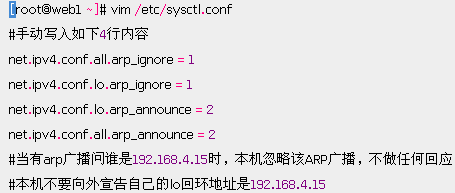 [root@web1 ~]# vim /etc/sysctl.conf
#手动写入如下4行内容
net.ipv4.conf.all.arp_ignore = 1
net.ipv4.conf.lo.arp_ignore = 1
net.ipv4.conf.lo.arp_announce = 2
net.ipv4.conf.all.arp_announce = 2
#当有arp广播问谁是192.168.4.15时，本机忽略该ARP广播，不做任何回应
#本机不要向外宣告自己的lo回环地址是192.168.4.15